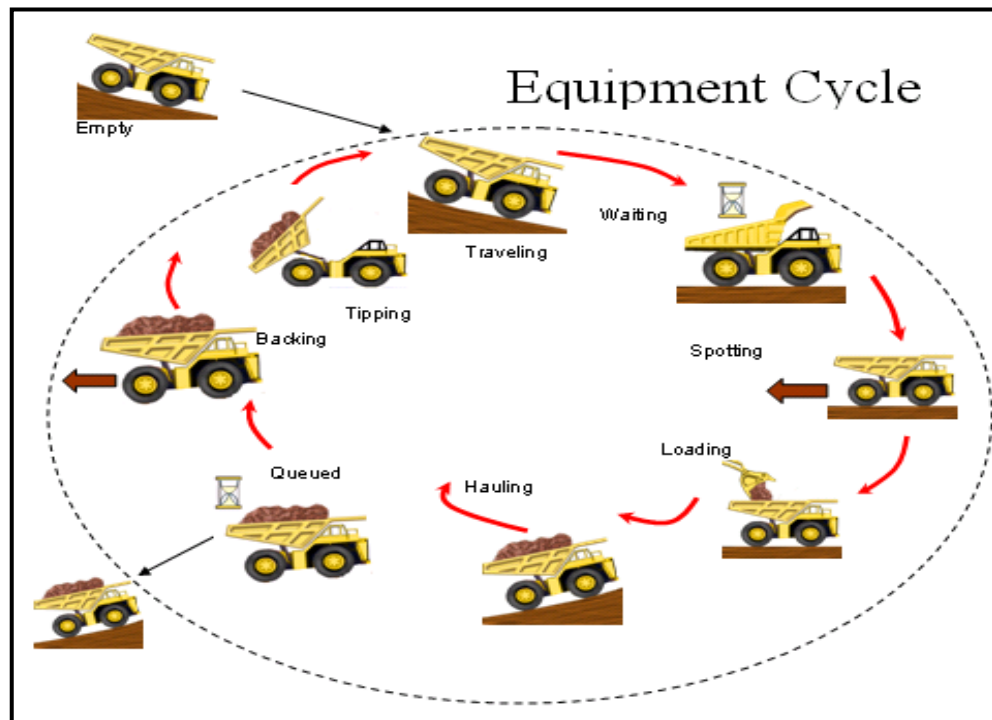 Equipment Cycle
Empty
Waiting
Traveling
Tipping
Backing
Spotting
Loading
Queued
Hauling